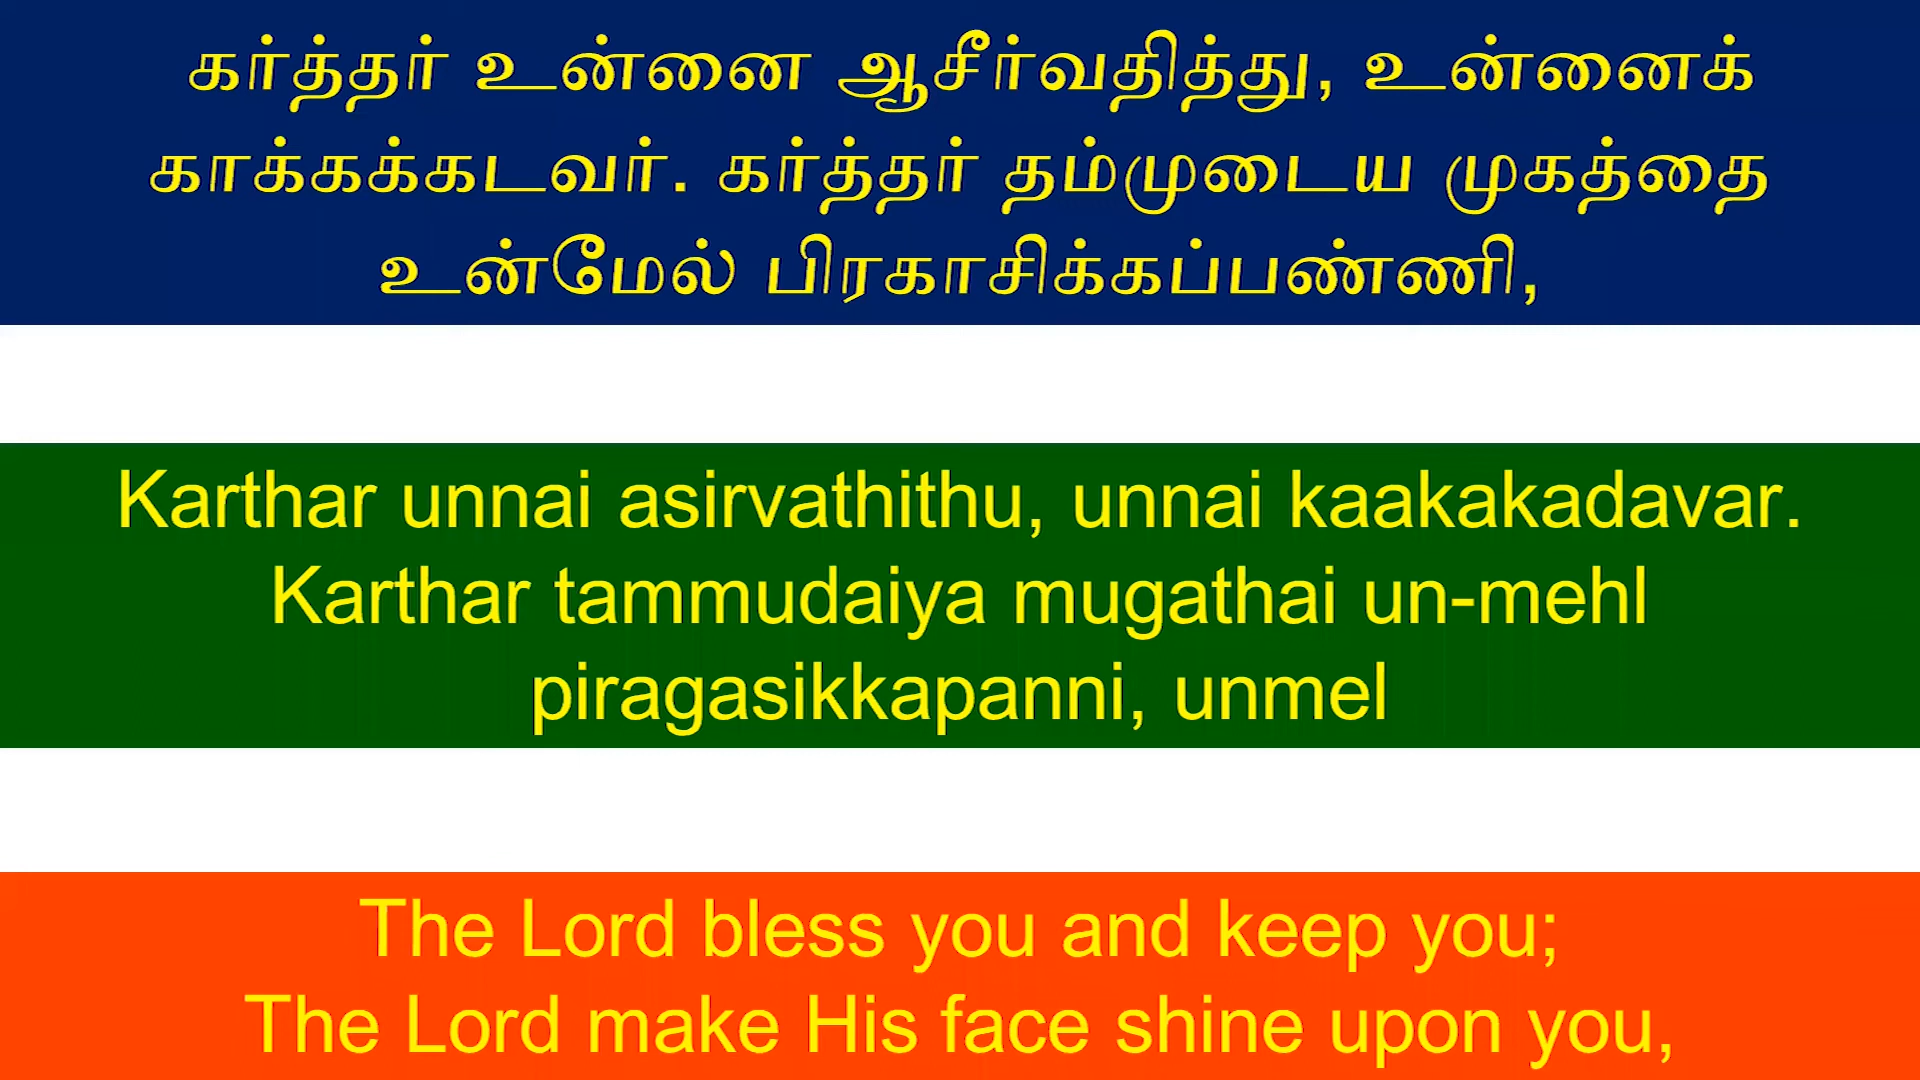 கர்த்தர் உன்னை ஆசீர்வதித்து, உன்னைக்
காக்கக்கடவர். கர்த்தர் தம்முடைய முகத்தை
உன்மேல் பிரகாசிக்கப்பண்ணி,
Karthar unnai asirvathithu, unnai kaakakadavar.
Karthar tammudaiya mugathai un-mehl
piragasikkapanni, unmel
The Lord bless you and keep you;
The Lord make His face shine upon you,